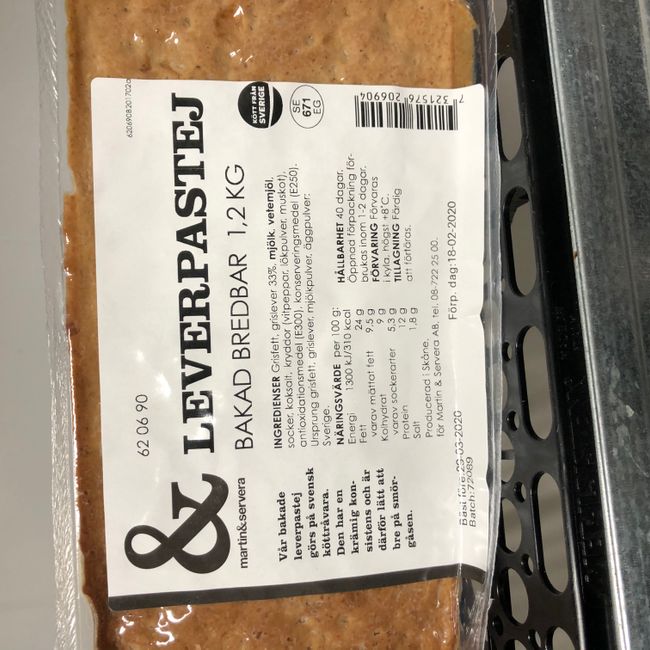 62 06 90
620690B2017020
& LEVERPASTEJ
martin&servera
BAKAD BREDBAR 1,2 KG
KÖTT FRÅN
SVERIGE
SE
671
EG
Vår bakade
leverpastej
görs på svensk
köttråvara.
Den har en
krämig kon-
sistens och är
därför lätt att
bre på smör-
gåsen.
INGREDIENSER Grisfett, grislever 33%, mjölk, vetemjöl,
socker, koksalt, kryddor (vitpeppar, lökpulver, muskot),
antioxidationsmedel (E300), konserveringsmedel (E250).
Ursprung grisfett, grislever, mjölkpulver, äggpulver:
Sverige.
NÄRINGSVÄRDE per 100 g:
Energi 1300 kJ/310 kcal
Fett 24 g
varav mättat fett 9,5 g
Kolhydrat 9 g
varav sockerarter 5,3 g
Protein 12 g
Salt 1,8 g
HÅLLBARHET 40 dagar.
Öppnad förpackning för-
brukas inom 1-2 dagar.
FÖRVARING Förvaras
i kyla, högst +8°C.
TILLAGNING Färdig
att förtäras.
7 321576 206904
Producerad i Skåne,
för Martin & Servera AB, tel. 08-722 25 00.
Förp. dag:18-02-2020
Bäst före:29-03-2020
Batch:72089